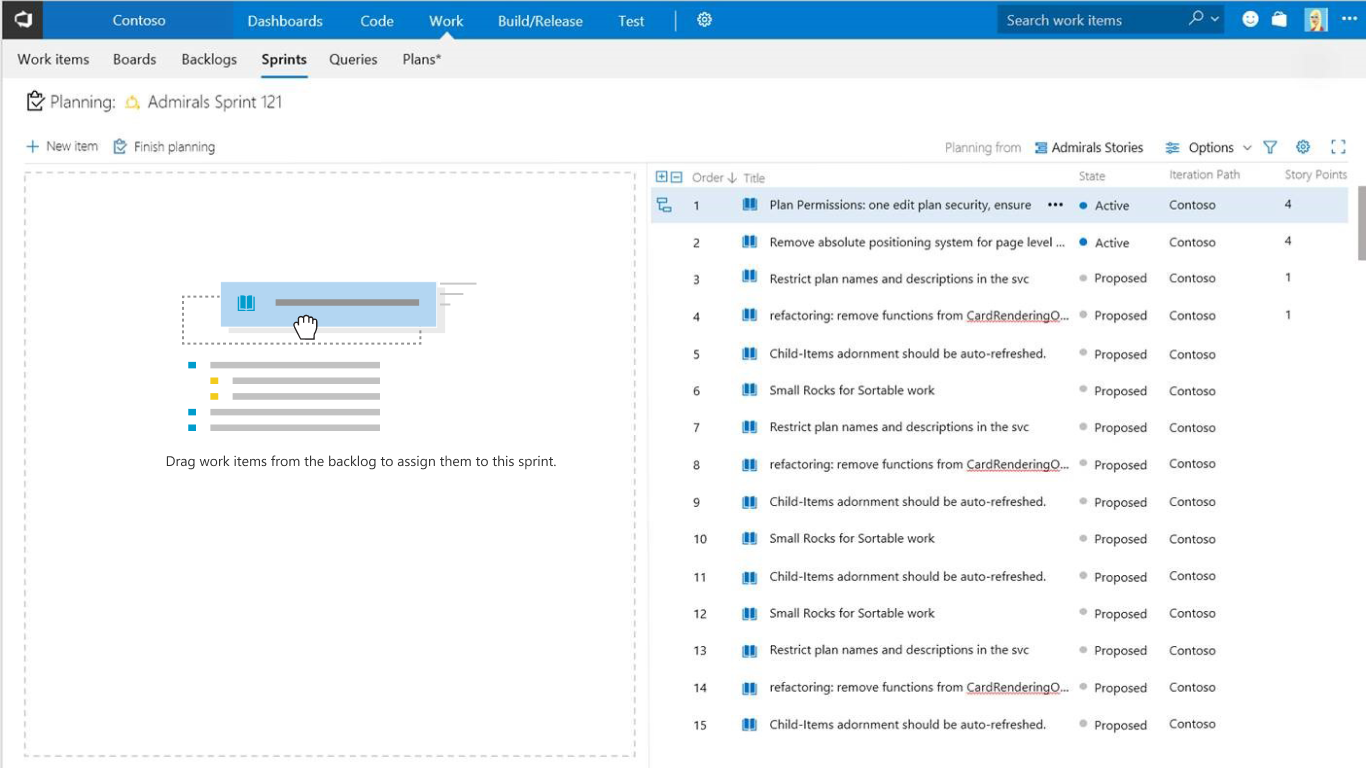 Contoso Dashboards Code Work Build/Release Test Search work items
Work items Boards Backlogs Sprints Queries Plans*
Planning: Admirals Sprint 121
New item Finish planning Planning from Admirals Stories Options
Order Title State Iteration Path Story Points
1 Plan Permissions: one edit plan security, ensure ••• Active Contoso 4
2 Remove absolute positioning system for page level ... Active Contoso 4
3 Restrict plan names and descriptions in the svc Proposed Contoso 1
4 refactoring: remove functions from CardRenderingO... Proposed Contoso 1
5 Child-Items adornment should be auto-refreshed. Proposed Contoso
6 Small Rocks for Sortable work Proposed Contoso
7 Restrict plan names and descriptions in the svc Proposed Contoso
8 refactoring: remove functions from CardRenderingO... Proposed Contoso
9 Child-Items adornment should be auto-refreshed. Proposed Contoso
10 Small Rocks for Sortable work Proposed Contoso
11 Child-Items adornment should be auto-refreshed. Proposed Contoso
12 Small Rocks for Sortable work Proposed Contoso
13 Restrict plan names and descriptions in the svc Proposed Contoso
14 refactoring: remove functions from CardRenderingO... Proposed Contoso
15 Child-Items adornment should be auto-refreshed. Proposed Contoso
Drag work items from the backlog to assign them to this sprint.